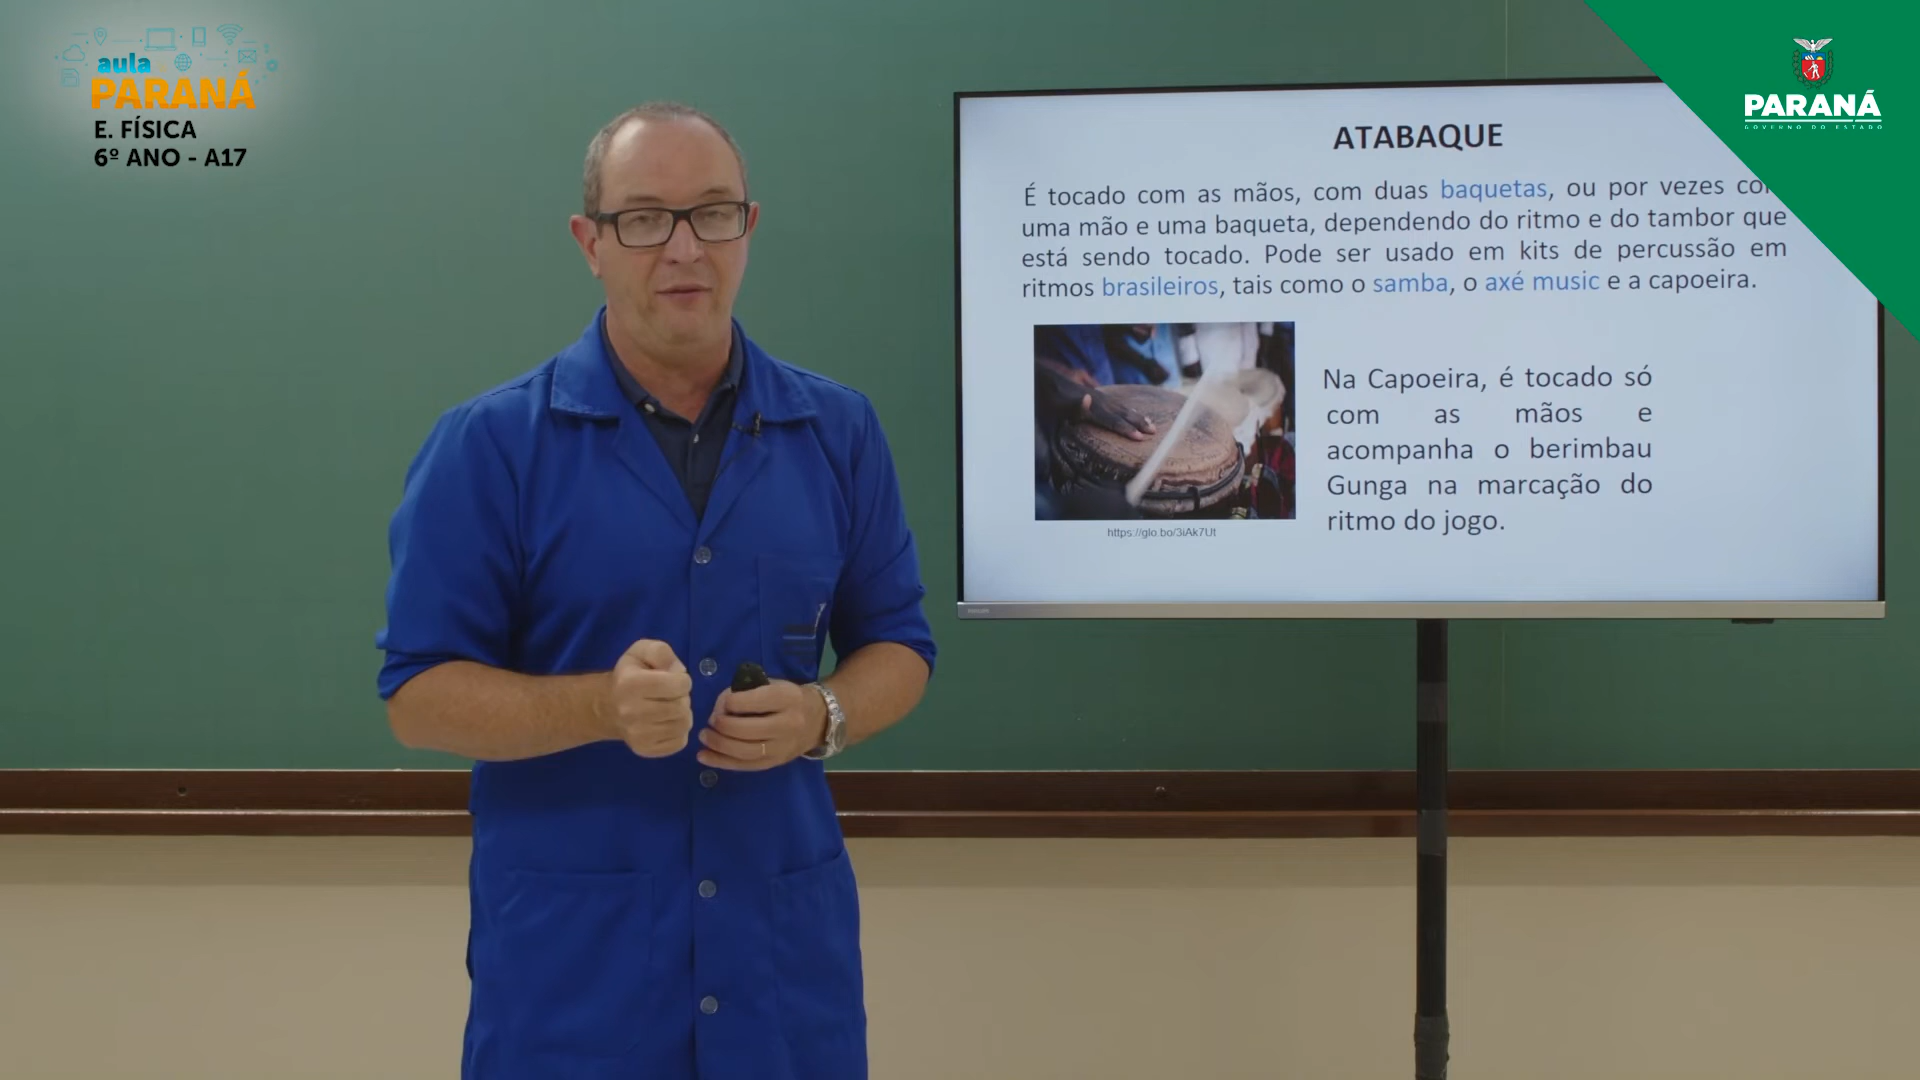 aula
PARANÁ
E. FÍSICA
6º ANO - A17
PARANÁ
GOVERNO DO ESTADO
ATABAQUE
É tocado com as mãos, com duas baquetas, ou por vezes
uma mão e uma baqueta, dependendo do ritmo e do tambor que
está sendo tocado. Pode ser usado em kits de percussão em
ritmos brasileiros, tais como o samba, o axé music e a capoeira.
Na Capoeira, é tocado só
com as mãos e
acompanha o berimbau
Gunga na marcação do
ritmo do jogo.
https://glo.bo/3iAk7Ut
PHILIPS